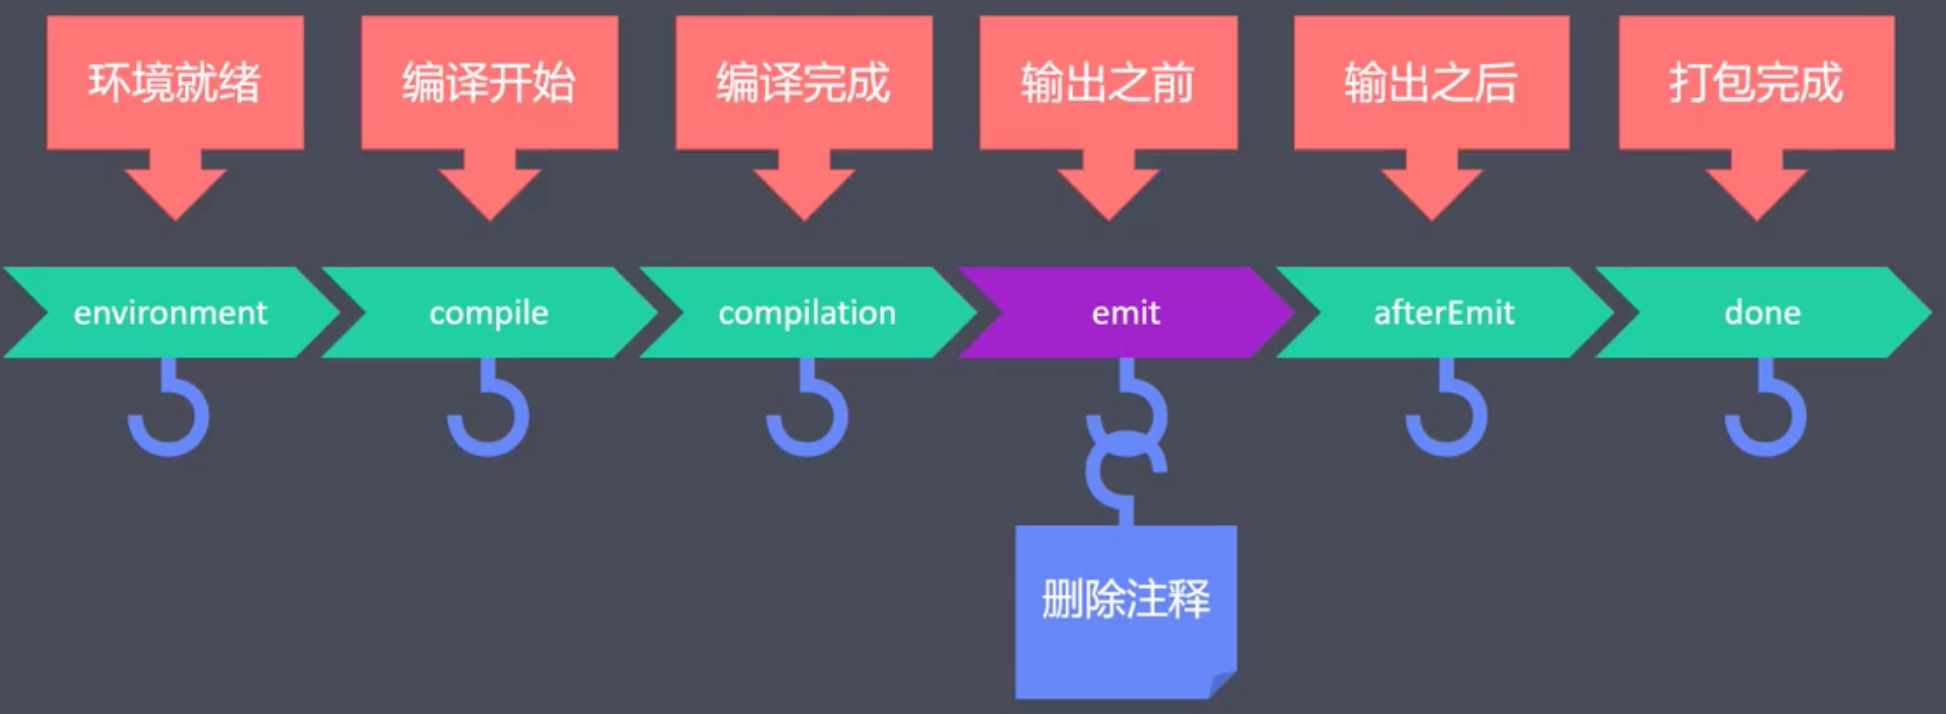 环境就绪
编译开始
编译完成
输出之前
输出之后
打包完成
environment
compile
compilation
emit
afterEmit
done
删除注释